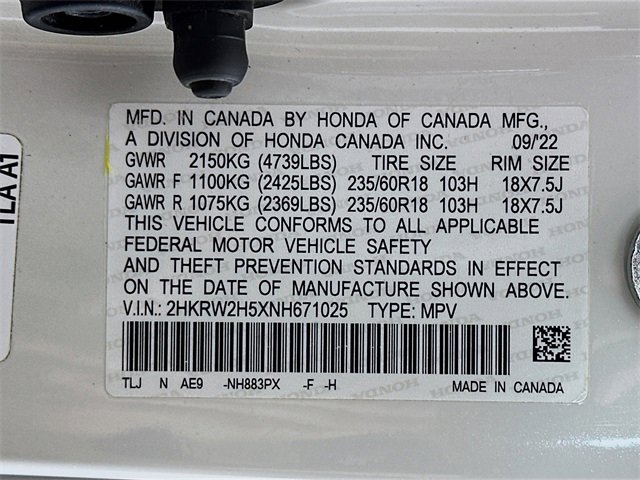 MFD. IN CANADA BY HONDA OF CANADA MFG.,
A DIVISION OF HONDA CANADA INC. 09/'22
GVWR 2150KG (4739LBS) TIRE SIZE RIM SIZE
GAWR F 1100KG (2425LBS) 235/60R18 103H 18X7.5J
GAWR R 1075KG (2369LBS) 235/60R18 103H 18X7.5J
THIS VEHICLE CONFORMS TO ALL APPLICABLE
FEDERAL MOTOR VEHICLE SAFETY
AND THEFT PREVENTION STANDARDS IN EFFECT
ON THE DATE OF MANUFACTURE SHOWN ABOVE.
V.I.N.: 2HKRW2H5XNH671025 TYPE: MPV
TLJ N AE9 -NH883PX -F -H MADE IN CANADA
TLA A1